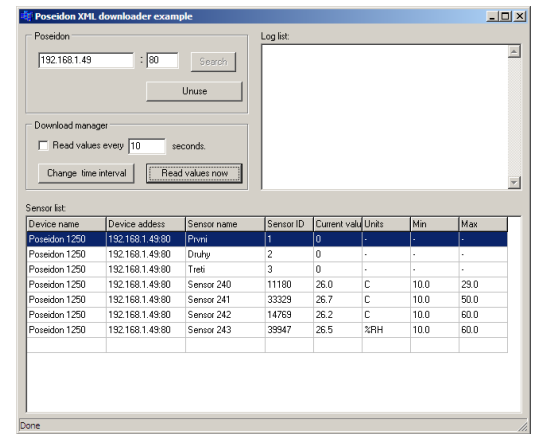 Poseidon XML downloader example
Poseidon
Log list:
192.168.1.49 : 80 Search
Unuse
Download manager
Read values every 10 seconds.
Change time interval Read values now
Sensor list:
Device name Device addess Sensor name Sensor ID Current valu Units Min Max
Poseidon 1250 192.168.1.49:80 Prvni 1 0 - - -
Poseidon 1250 192.168.1.49:80 Druhy 2 0 - - -
Poseidon 1250 192.168.1.49:80 Treti 3 0 - - -
Poseidon 1250 192.168.1.49:80 Sensor 240 11180 26.0 C 10.0 29.0
Poseidon 1250 192.168.1.49:80 Sensor 241 33329 26.7 C 10.0 50.0
Poseidon 1250 192.168.1.49:80 Sensor 242 14769 26.2 C 10.0 60.0
Poseidon 1250 192.168.1.49:80 Sensor 243 39947 26.5 %RH 10.0 60.0
Done